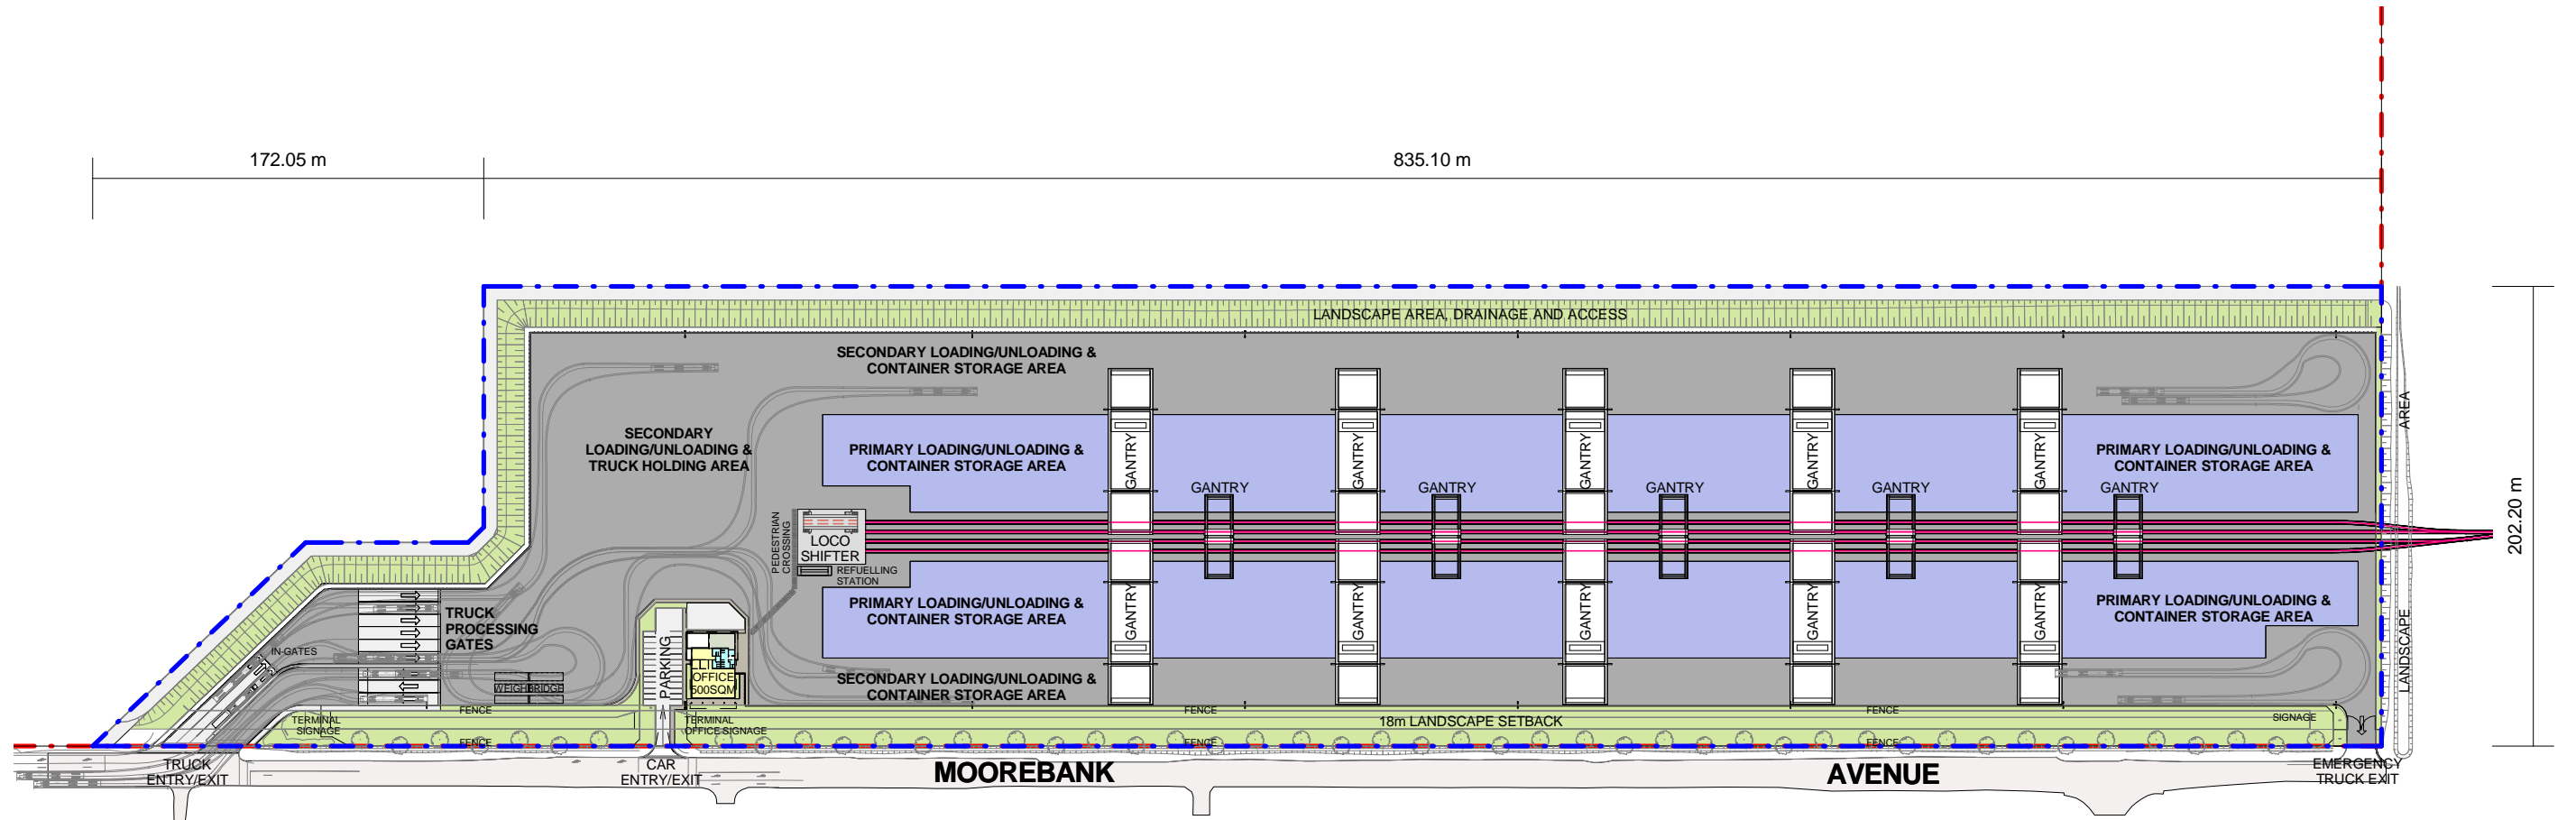 172.05 m
835.10 m
LANDSCAPE AREA, DRAINAGE AND ACCESS
SECONDARY LOADING/UNLOADING &
CONTAINER STORAGE AREA
SECONDARY
LOADING/UNLOADING &
TRUCK HOLDING AREA
PRIMARY LOADING/UNLOADING &
CONTAINER STORAGE AREA
GANTRY
GANTRY
GANTRY
GANTRY
GANTRY
PRIMARY LOADING/UNLOADING &
CONTAINER STORAGE AREA
GANTRY
GANTRY
GANTRY
GANTRY
GANTRY
LANDSCAPE
AREA
202.20 m
PEDESTRIAN
CROSSING
LOCO
SHIFTER
REFUELLING
STATION
PRIMARY LOADING/UNLOADING &
CONTAINER STORAGE AREA
GANTRY
GANTRY
GANTRY
GANTRY
GANTRY
PRIMARY LOADING/UNLOADING &
CONTAINER STORAGE AREA
TRUCK
PROCESSING
GATES
IN-GATES
WEIGHBRIDGE
PARKING
OFFICE
500SQM
SECONDARY LOADING/UNLOADING &
CONTAINER STORAGE AREA
FENCE
FENCE
FENCE
TERMINAL
SIGNAGE
TERMINAL
OFFICE SIGNAGE
18m LANDSCAPE SETBACK
SIGNAGE
FENCE
FENCE
FENCE
TRUCK
ENTRY/EXIT
CAR
ENTRY/EXIT
MOOREBANK
AVENUE
EMERGENCY
TRUCK EXIT